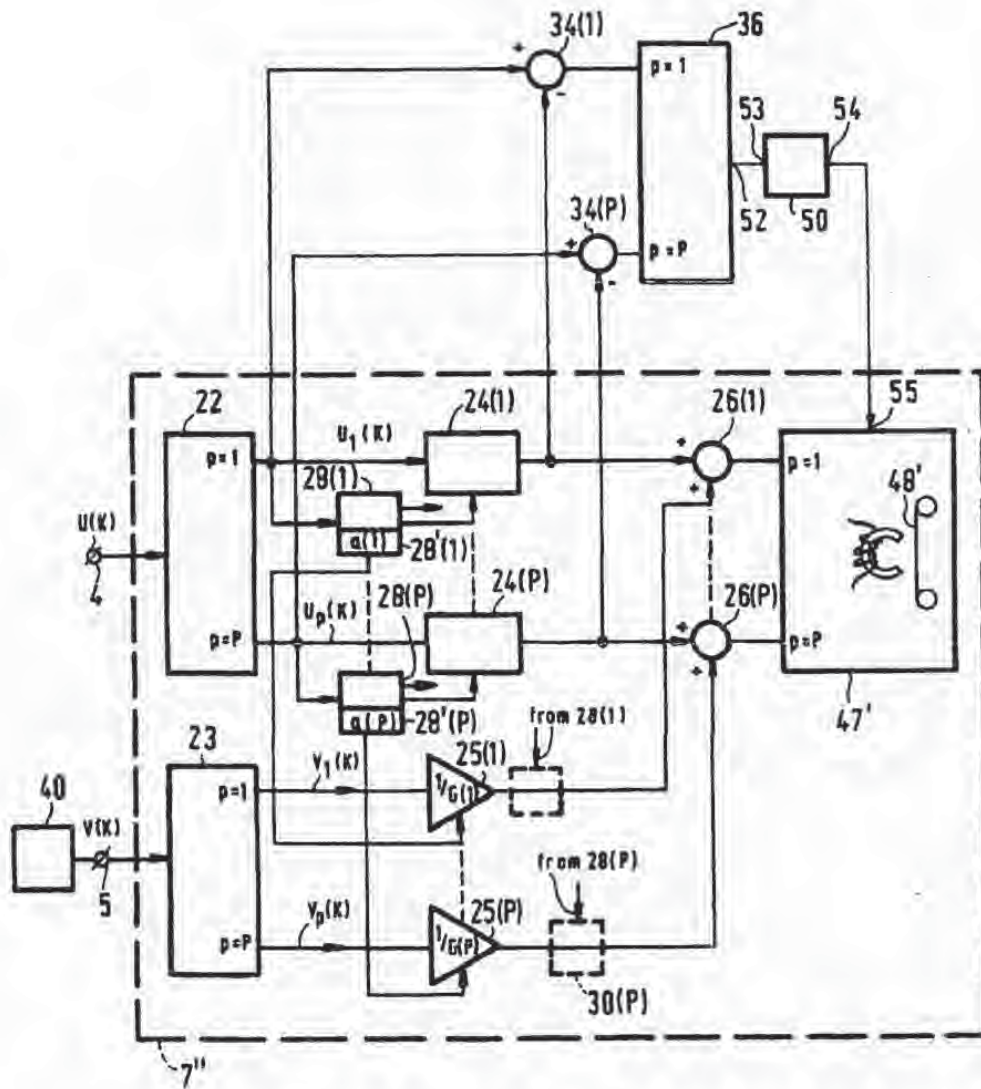 34(1)
36
+
-
p=1
53
54
52
50
34(P)
+
-
p=P
22
24(1)
26(1)
55
p=1
U₁(K)
+
+
p=1
28(1)
48'
U(K)
4
a(1)
28'(1)
24(P)
28(P)
26(P)
p=P
Uₚ(K)
+
+
p=P
a(P)
28'(P)
47'
from 28(1)
23
V₁(K)
25(1)
40
p=1
1/G(1)
V(K)
5
from 28(P)
Vₚ(K)
25(P)
p=P
1/G(P)
30(P)
7"